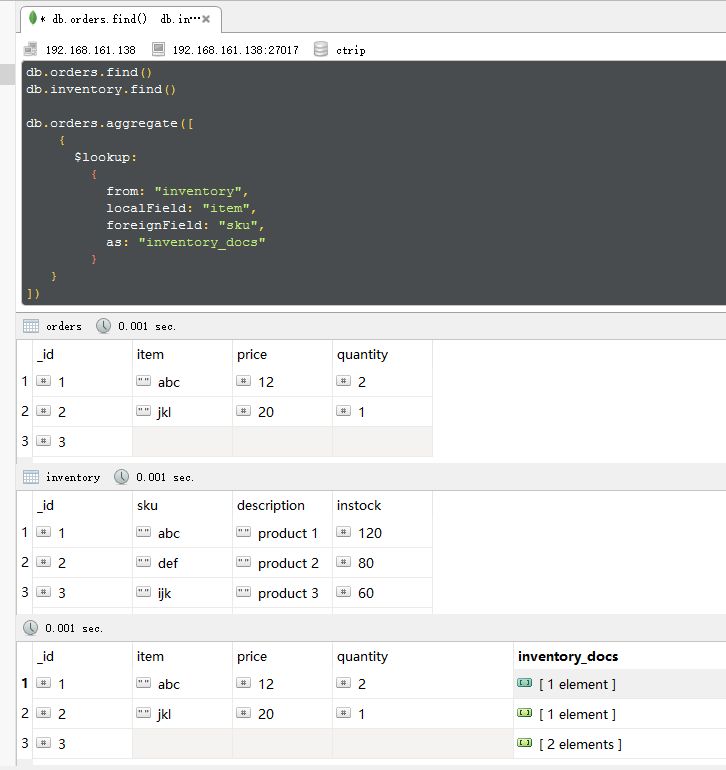 * db.orders.find()  db.in…×
192.168.161.138 192.168.161.138:27017 ctrip
db.orders.find()
db.inventory.find()
db.orders.aggregate([
{
$lookup:
{
from: "inventory",
localField: "item",
foreignField: "sku",
as: "inventory_docs"
}
}
])
orders 0.001 sec.
_id item price quantity
1 # 1 "" abc # 12 # 2
2 # 2 "" jkl # 20 # 1
3 # 3
inventory 0.001 sec.
_id sku description instock
1 # 1 "" abc "" product 1 # 120
2 # 2 "" def "" product 2 # 80
3 # 3 "" ijk "" product 3 # 60
0.001 sec.
_id item price quantity inventory_docs
1 # 1 "" abc # 12 # 2 [ 1 element ]
2 # 2 "" jkl # 20 # 1 [ 1 element ]
3 # 3 [ 2 elements ]